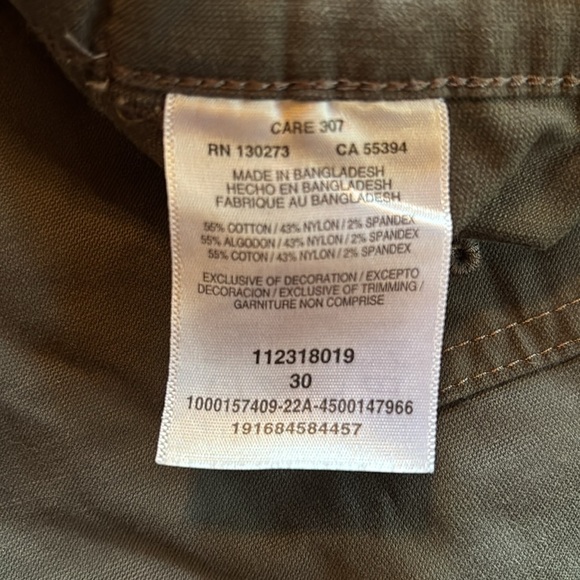 CARE 307
RN 130273 CA 55394
MADE IN BANGLADESH
HECHO EN BANGLADESH
FABRIQUE AU BANGLADESH
55% COTTON / 43% NYLON / 2% SPANDEX
55% ALGODON / 43% NYLON / 2% SPANDEX
55% COTON / 43% NYLON / 2% SPANDEX
EXCLUSIVE OF DECORATION / EXCEPTO
DECORACION / EXCLUSIVE OF TRIMMING /
GARNITURE NON COMPRISE
112318019
30
1000157409-22A-4500147966
191684584457